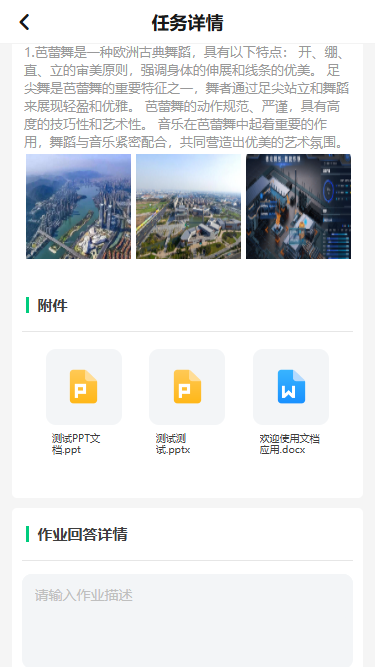 任务详情
1.芭蕾舞是一种欧洲古典舞蹈，具有以下特点： 开、绷、
直、立的审美原则，强调身体的伸展和线条的优美。 足
尖舞是芭蕾舞的重要特征之一，舞者通过足尖站立和舞蹈
来展现轻盈和优雅。 芭蕾舞的动作规范、严谨，具有高
度的技巧性和艺术性。 音乐在芭蕾舞中起着重要的作
用，舞蹈与音乐紧密配合，共同营造出优美的艺术氛围。
附件
P
P
W
测试PPT文
档.ppt
测试测
试.pptx
欢迎使用文档
应用.docx
作业回答详情
请输入作业描述